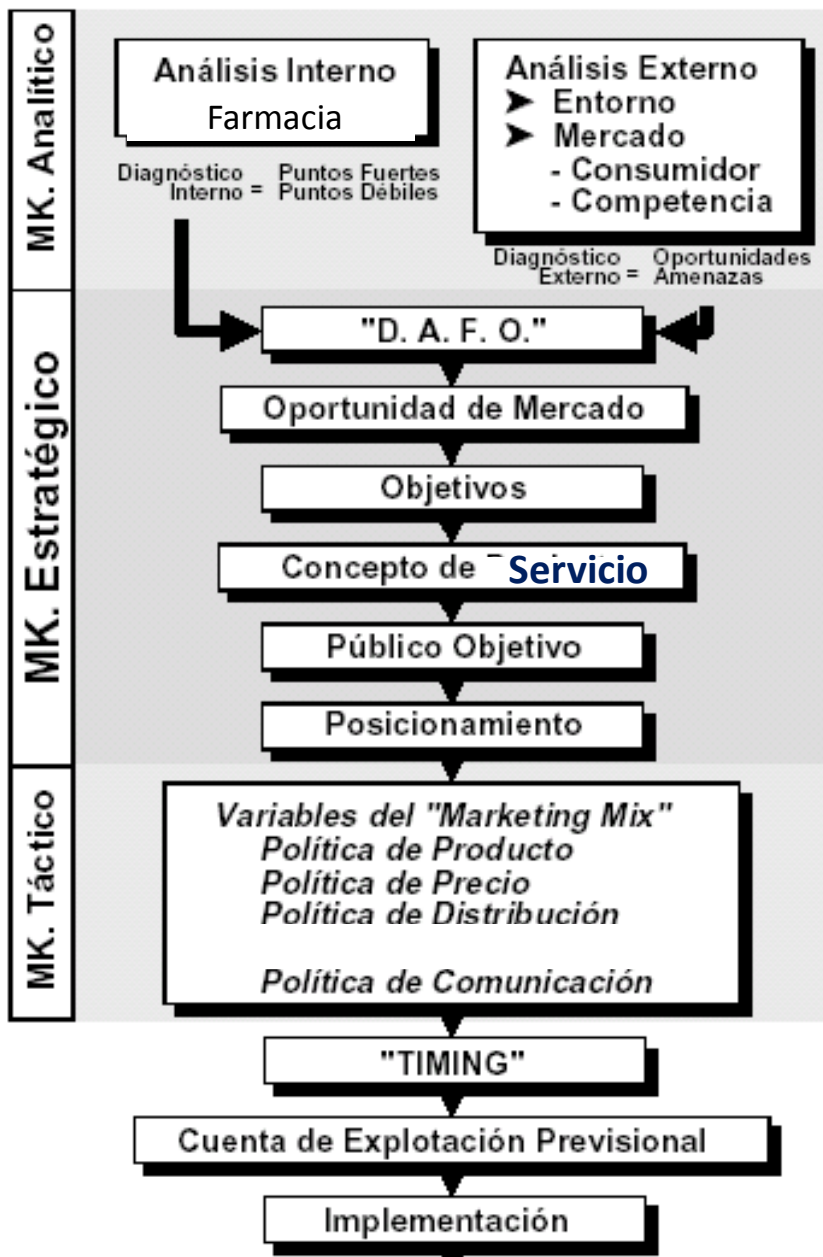 MK. Analítico
Análisis Interno
Farmacia
Diagnóstico Interno = Puntos Fuertes Puntos Débiles
Análisis Externo
➤ Entorno
➤ Mercado
- Consumidor
- Competencia
Diagnóstico Externo = Oportunidades Amenazas
MK. Estratégico
"D. A. F. O."
Oportunidad de Mercado
Objetivos
Concepto de Servicio
Público Objetivo
Posicionamiento
MK. Táctico
Variables del "Marketing Mix"
Política de Producto
Política de Precio
Política de Distribución
Política de Comunicación
"TIMING"
Cuenta de Explotación Previsional
Implementación